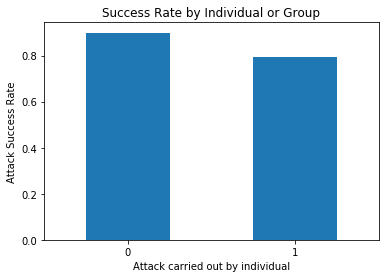 Success Rate by Individual or Group
Attack Success Rate
0.8
0.6
0.4
0.2
0.0
0
1
Attack carried out by individual